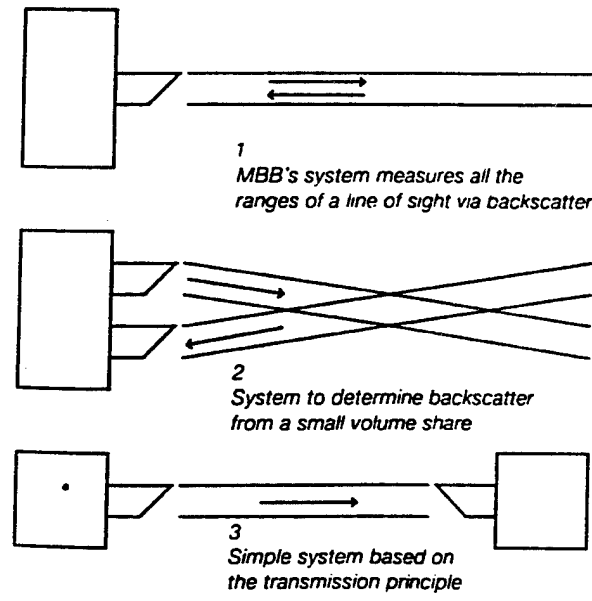 1
MBB's system measures all the
ranges of a line of sight via backscatter
2
System to determine backscatter
from a small volume share
3
Simple system based on
the transmission principle